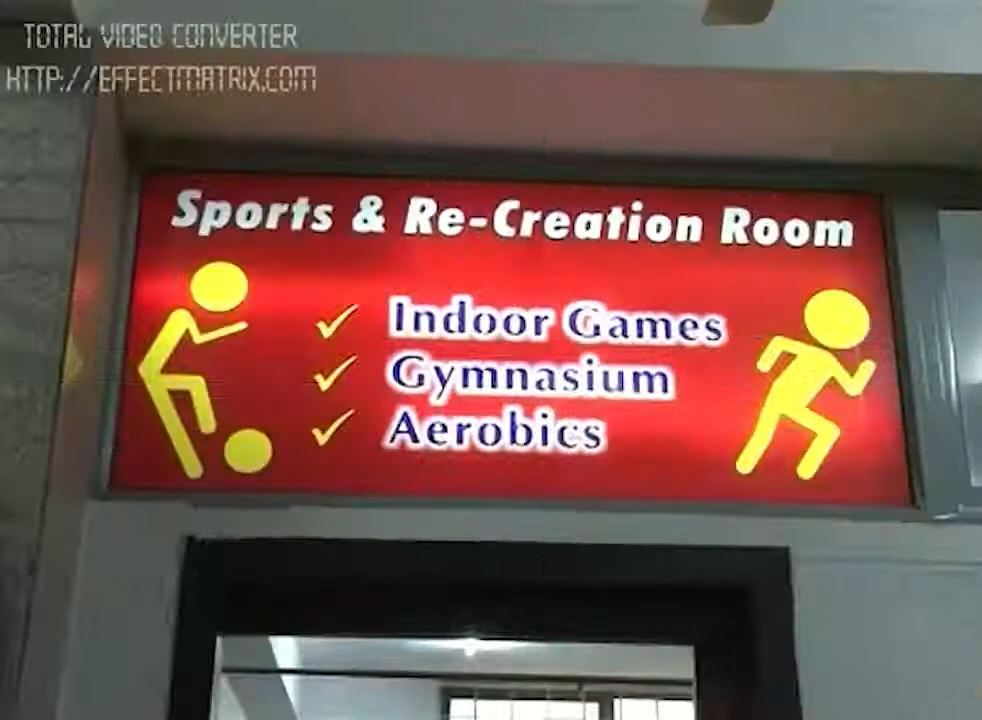 TOTAL VIDEO CONVERTER
HTTP://EFFECTMATRIX.COM
Sports & Re-Creation Room
✓ Indoor Games
✓ Gymnasium
✓ Aerobics